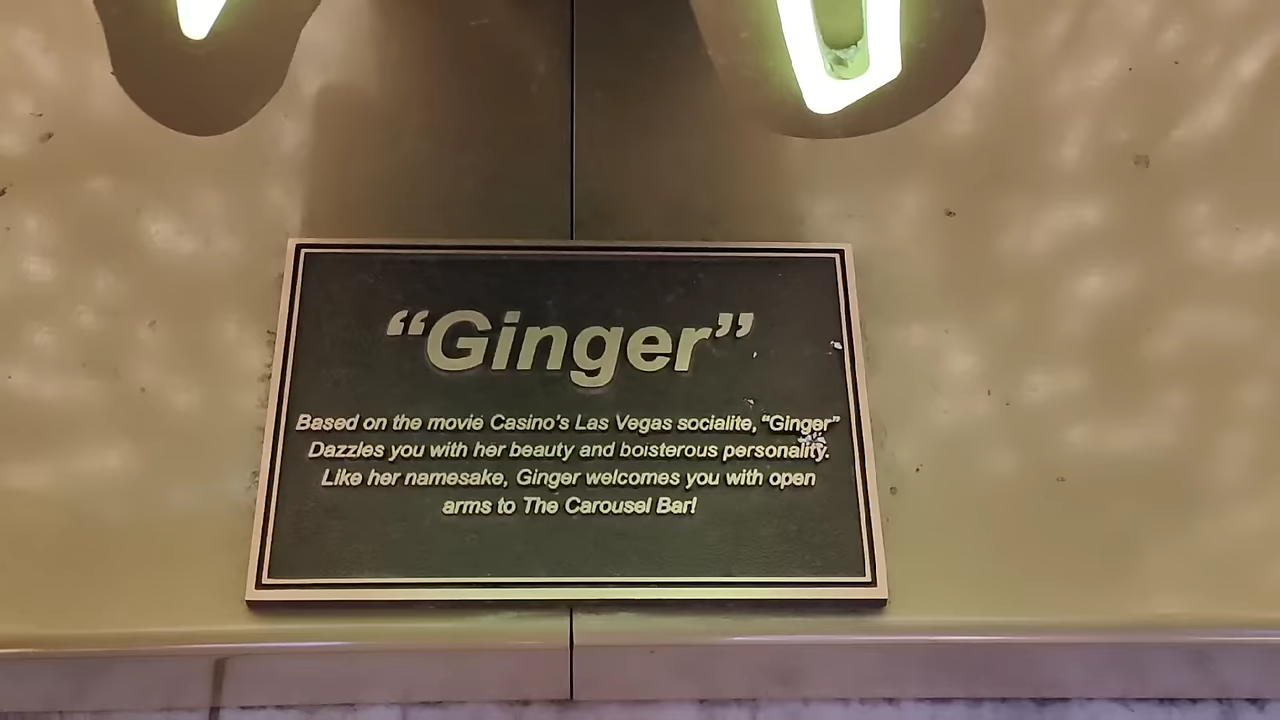 “Ginger”
Based on the movie Casino’s Las Vegas socialite, “Ginger”
Dazzles you with her beauty and boisterous personality.
Like her namesake, Ginger welcomes you with open
arms to The Carousel Bar!